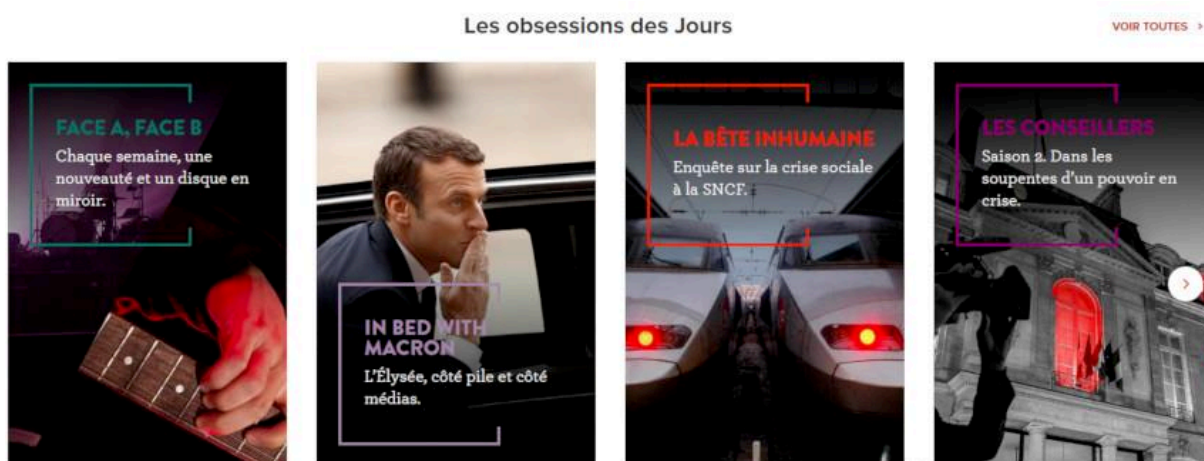 Les obsessions des Jours
VOIR TOUTES >
FACE A, FACE B
Chaque semaine, une
nouveauté et un disque en
miroir.
IN BED WITH
MACRON
L'Élysée, côté pile et côté
médias.
LA BÊTE INHUMAINE
Enquête sur la crise sociale
à la SNCF.
LES CONSEILLERS
Saison 2. Dans les
soupentes d'un pouvoir en
crise.